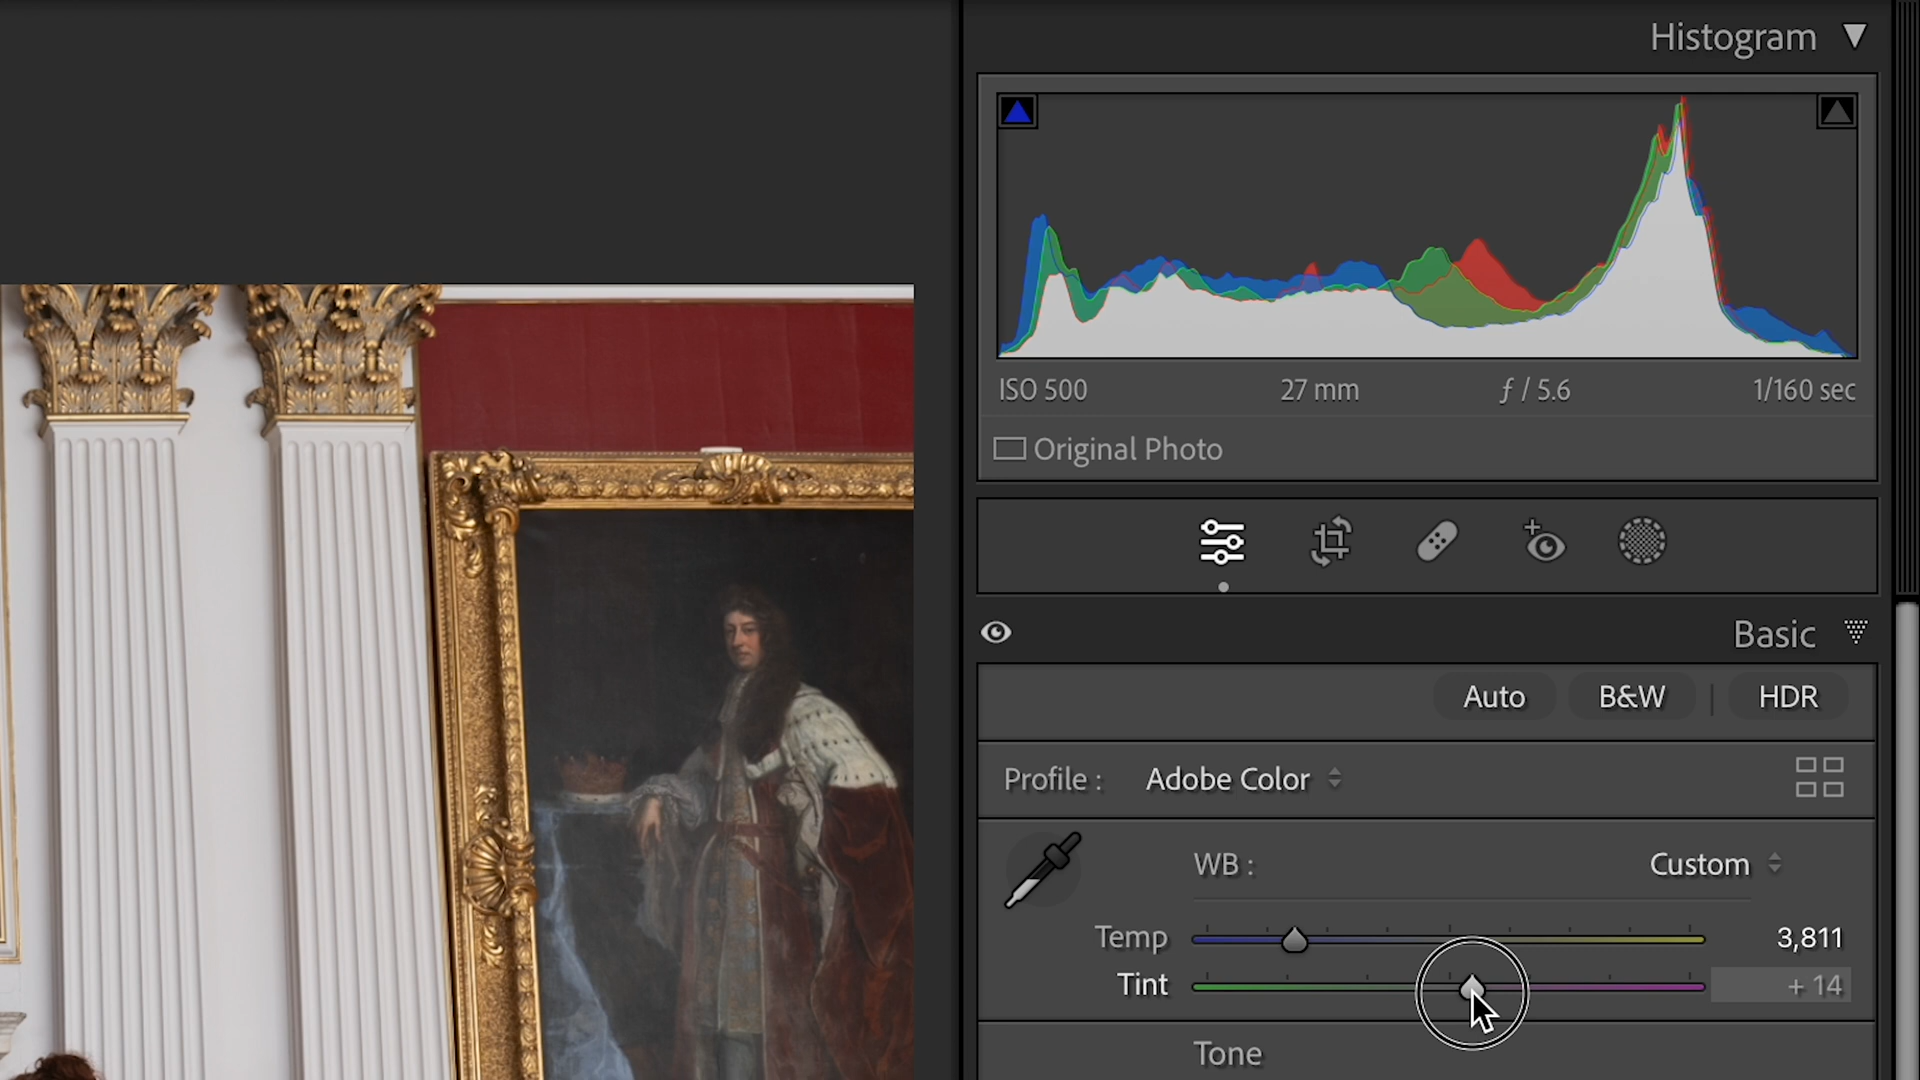 Histogram
ISO 500 27 mm ƒ / 5.6 1/160 sec
Original Photo
Basic
Auto B&W | HDR
Profile : Adobe Color
WB : Custom
Temp 3,811
Tint + 14
Tone